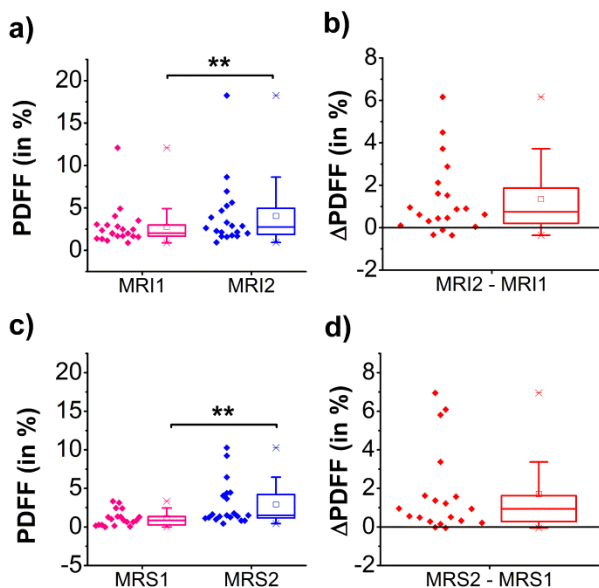 a)
b)
**
PDFF (in %)
20
15
10
5
0
MRI1 MRI2
ΔPDFF (in %)
8
6
4
2
0
-2
MRI2 - MRI1
c)
d)
**
PDFF (in %)
20
15
10
5
0
MRS1 MRS2
ΔPDFF (in %)
8
6
4
2
0
-2
MRS2 - MRS1